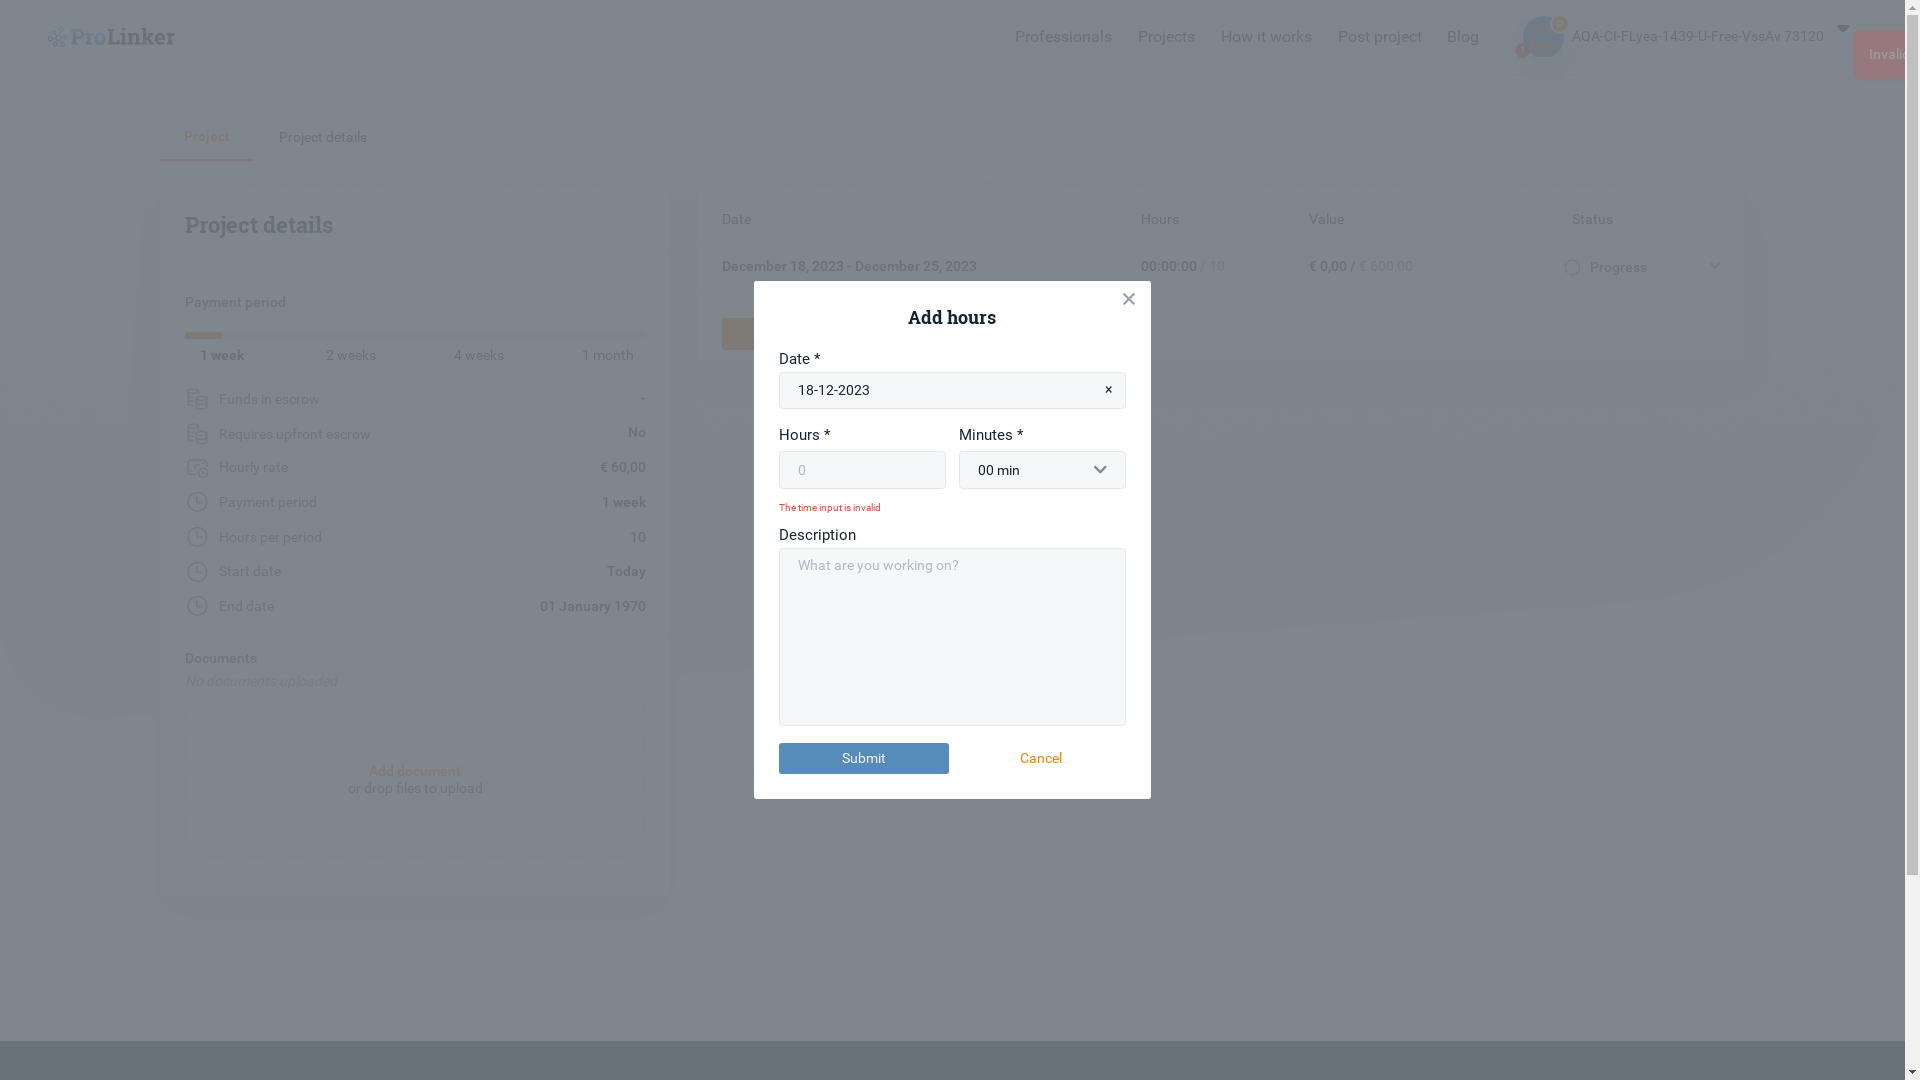 ProLinker
Professionals
Projects
How it works
Post project
Blog
AQA-CI-FLyea-1439-U-Free-VssAv 73120
Project
Project details
Project details
Payment period
1 week
2 weeks
4 weeks
1 month
Funds in escrow
-
Requires upfront escrow
No
Hourly rate
€ 60,00
Payment period
1 week
Hours per period
10
Start date
Today
End date
01 January 1970
Documents
No documents uploaded
Add document
or drop files to upload
Date
Hours
Value
Status
December 18, 2023 - December 25, 2023
00:00:00 / 10
€ 0,00 / € 600,00
Progress
Add hours
Date *
18-12-2023
×
Hours *
Minutes *
0
00 min
The time input is invalid
Description
What are you working on?
Submit
Cancel